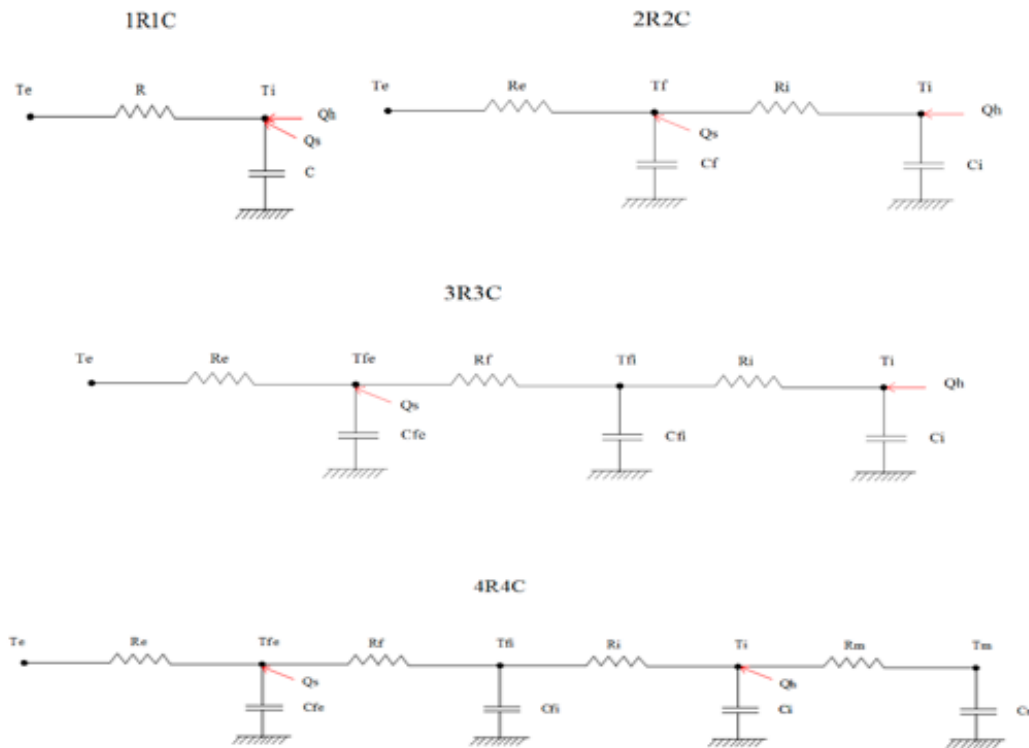 1R1C
2R2C
Te R Ti Qh
Qs
C
Te Re Tf Ri Ti Qh
Qs
Cf Ci
3R3C
Te Re Tfe Rf Tfi Ri Ti Qh
Qs
Cfe Cfi Ci
4R4C
Te Re Tfe Rf Tfi Ri Ti Rm Tm
Qs Qh
Cfe Cfi Ci